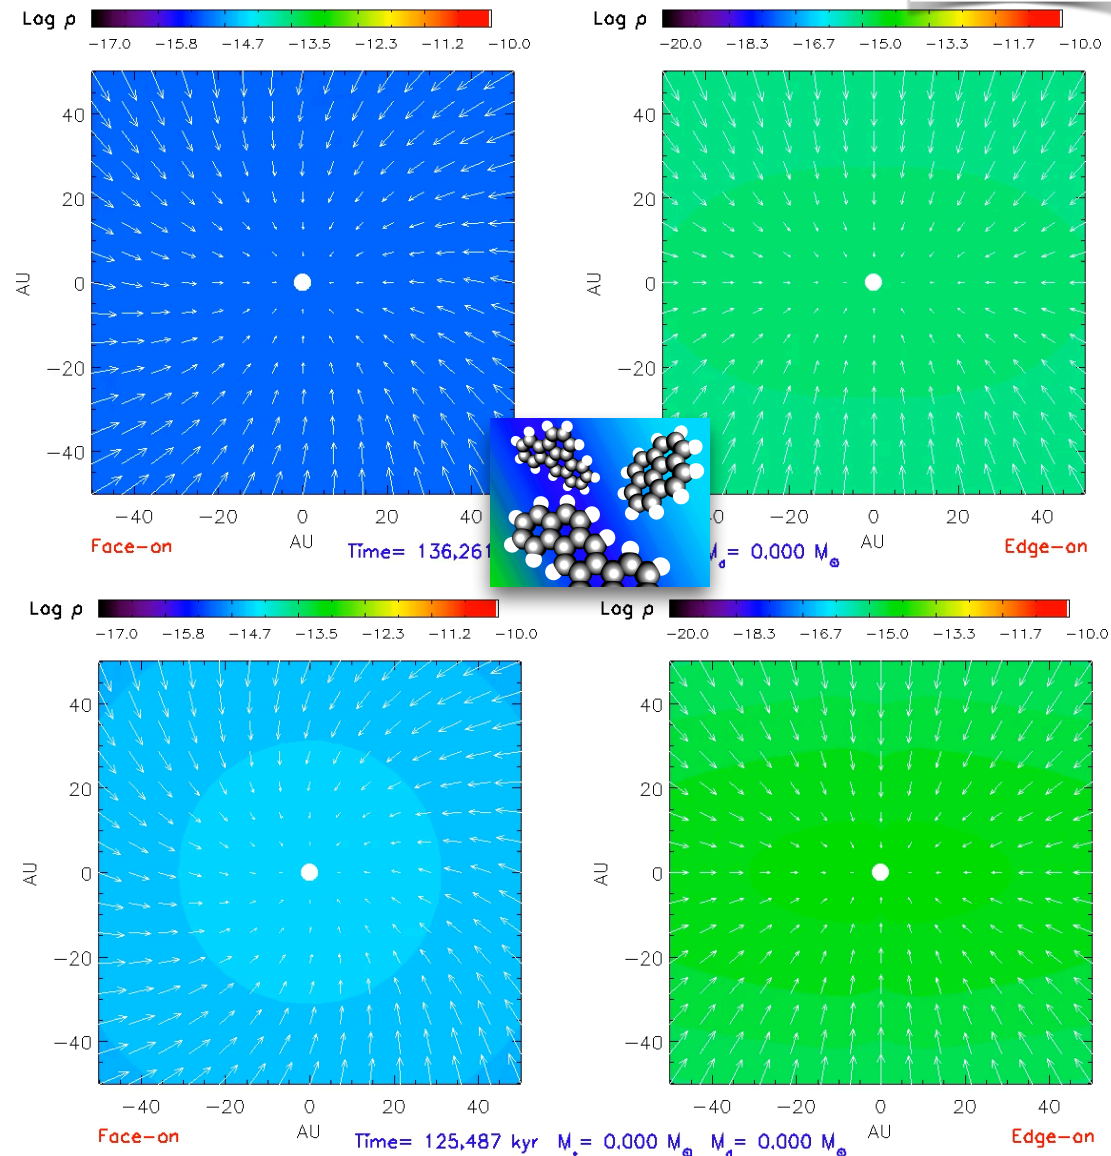 Log ρ Log ρ
−17.0 −15.8 −14.7 −13.5 −12.3 −11.2 −10.0 −20.0 −18.3 −16.7 −15.0 −13.3 −11.7 −10.0
40 40
20 20
AU 0 AU 0
−20 −20
−40 −40
−40 −20 0 20 40 −20 0 20 40
Face-on AU Time= 136,261 M_d= 0.000 M_⊙ AU Edge-on
Log ρ Log ρ
−17.0 −15.8 −14.7 −13.5 −12.3 −11.2 −10.0 −20.0 −18.3 −16.7 −15.0 −13.3 −11.7 −10.0
40 40
20 20
AU 0 AU 0
−20 −20
−40 −40
−40 −20 0 20 40 −40 −20 0 20 40
Face-on AU Time= 125,487 kyr M_*= 0.000 M_⊙ M_d= 0.000 M_⊙ AU Edge-on